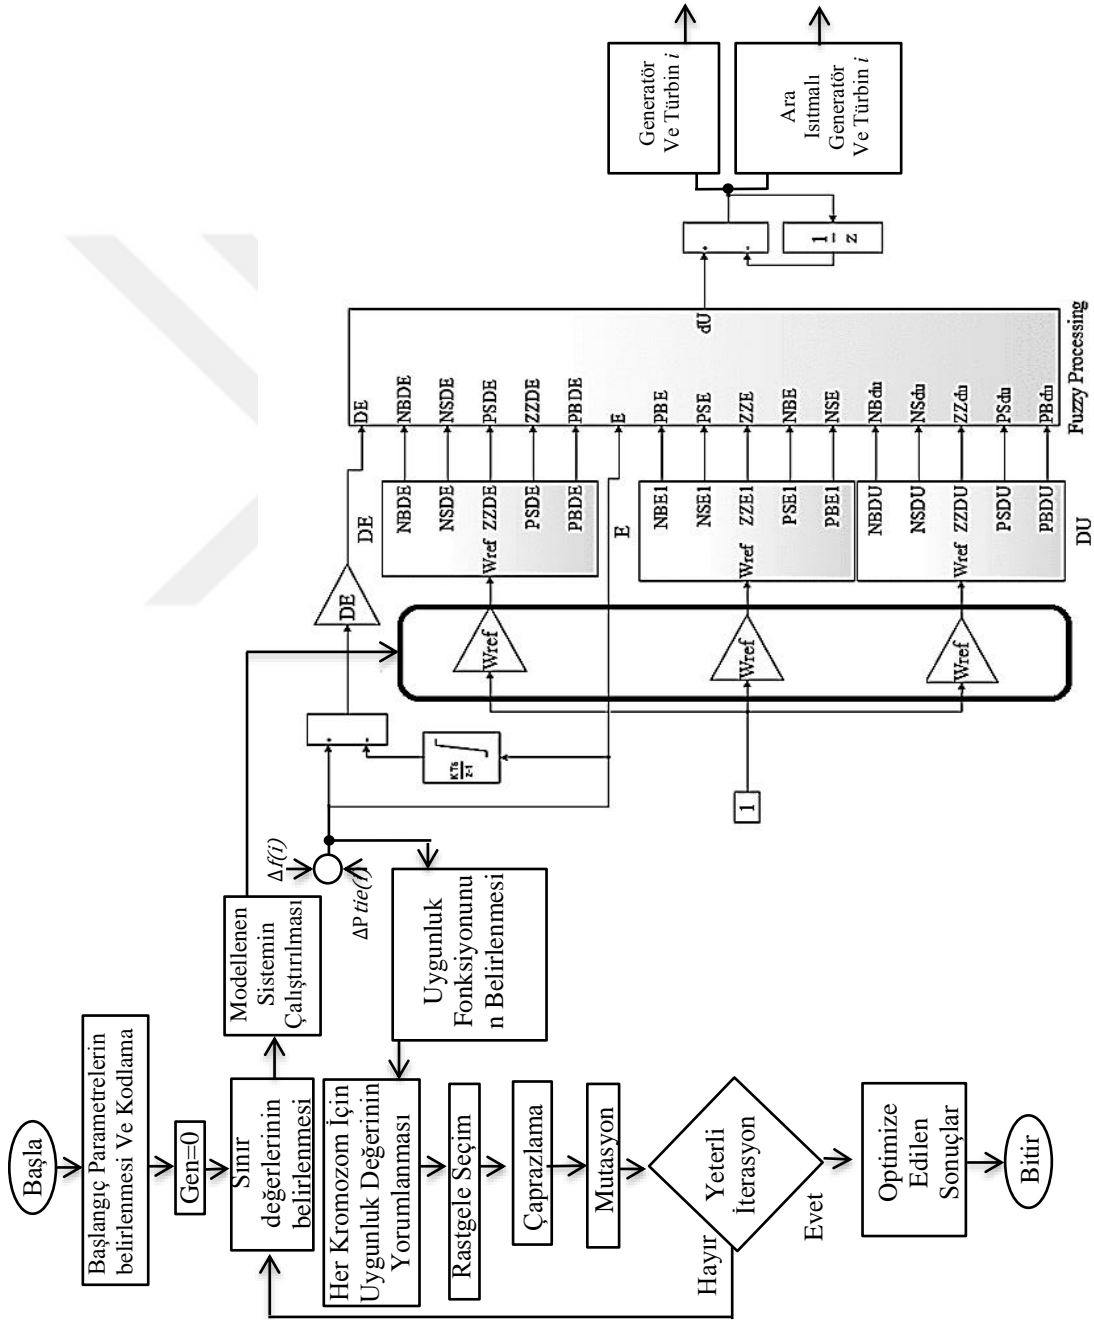 Başla
Başlangıç Parametrelerin
belirlenmesi Ve Kodlama
Gen=0
Sınır
değerlerinin
belirlenmesi
Modellenen
Sistemin
Çalıştırılması
Her Kromozom İçin
Uygunluk Değerinin
Yorumlanması
Uygunluk
Fonksiyonunu
n Belirlenmesi
Rastgele Seçim
Çaprazlama
Mutasyon
Yeterli
İterasyon
Hayır
Evet
Optimize
Edilen
Sonuçlar
Bitir
Δf(i)
ΔP tie(i)
KTs
z-1
DE
1
Wref
Wref
Wref
DE
Wref
NBDE
NSDE
ZZDE
PSDE
PBDE
E
Wref
NBE1
NSE1
ZZE1
PSE1
PBE1
Wref
NBDU
NSDU
ZZDU
PSDU
PBDU
DU
DE
NBDE
NSDE
PSDE
ZZDE
PBDE
E
PBE
PSE
ZZE
NBE
NSE
NBdu
NSdu
ZZdu
PSdu
PBdu
dU
Fuzzy Processing
+
-
+
-
1
z
Generatör
Ve Türbin i
Ara
Isıtmalı
Generatör
Ve Türbin i